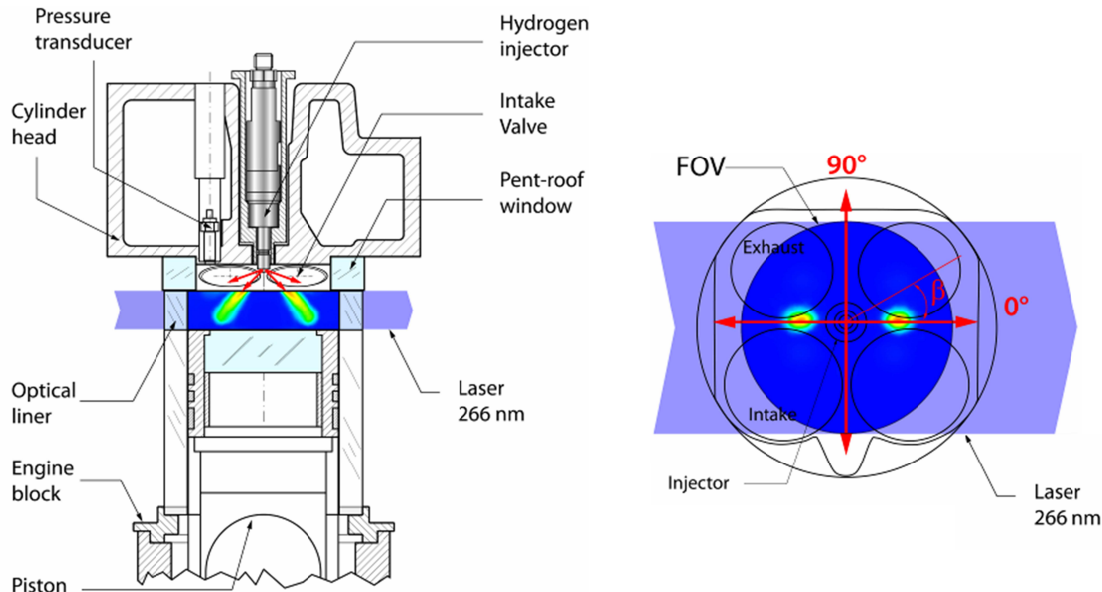 Pressure
transducer
Cylinder
head
Optical
liner
Engine
block
Piston
Hydrogen
injector
Intake
Valve
Pent-roof
window
Laser
266 nm
FOV
90°
Exhaust
β
0°
Intake
Injector
Laser
266 nm